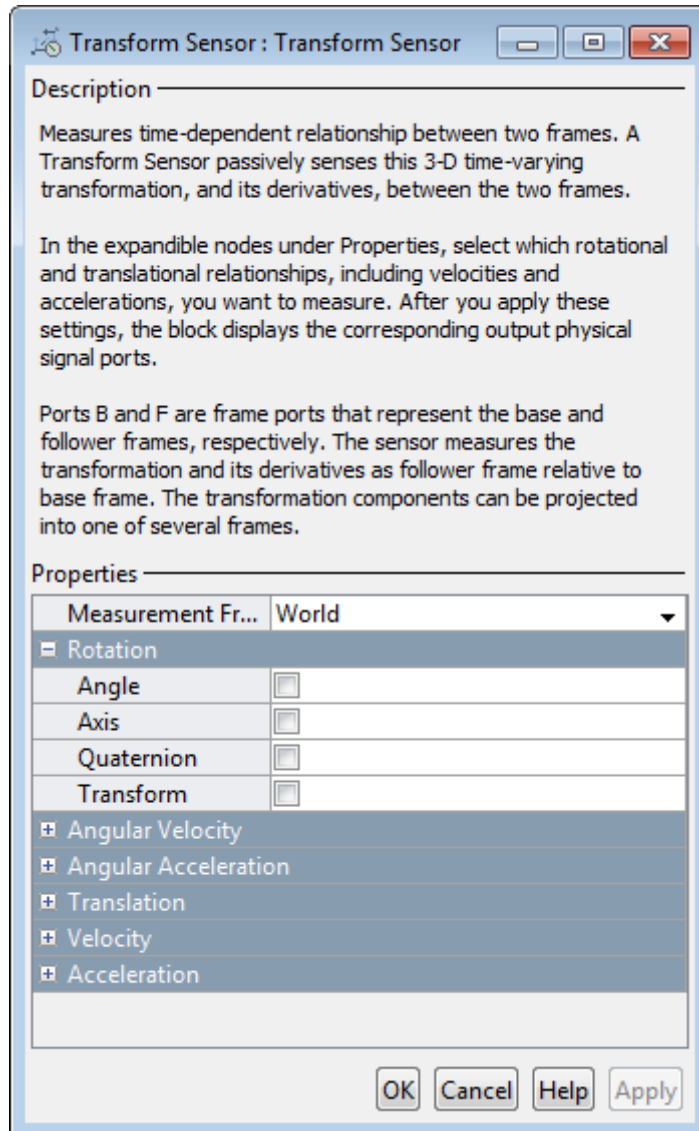 Transform Sensor : Transform Sensor
Description
Measures time-dependent relationship between two frames. A
Transform Sensor passively senses this 3-D time-varying
transformation, and its derivatives, between the two frames.
In the expandible nodes under Properties, select which rotational
and translational relationships, including velocities and
accelerations, you want to measure. After you apply these
settings, the block displays the corresponding output physical
signal ports.
Ports B and F are frame ports that represent the base and
follower frames, respectively. The sensor measures the
transformation and its derivatives as follower frame relative to
base frame. The transformation components can be projected
into one of several frames.
Properties
Measurement Fr... World
Rotation
Angle
Axis
Quaternion
Transform
Angular Velocity
Angular Acceleration
Translation
Velocity
Acceleration
OK Cancel Help Apply